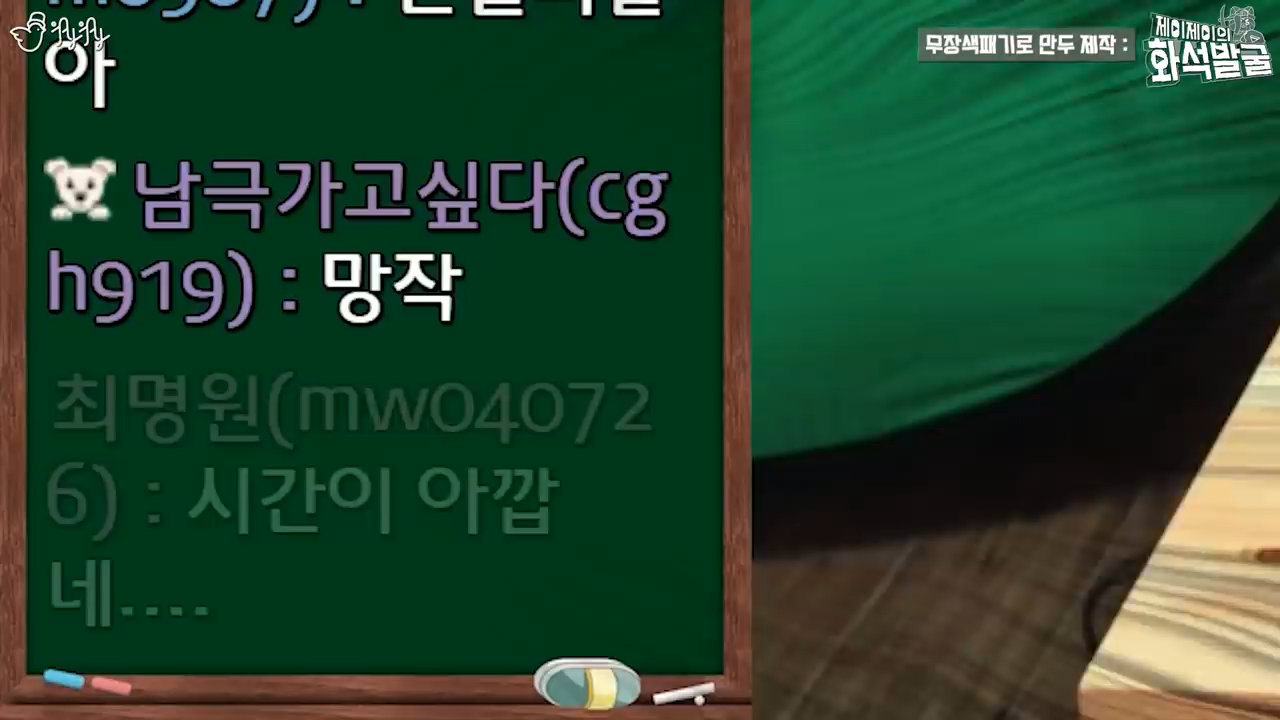 무장색패기로 만두 제작 :
제이제이의
화석발굴
아
남극가고싶다(cg
h919) : 망작
최명원(mw04072
6) : 시간이 아깝
네....